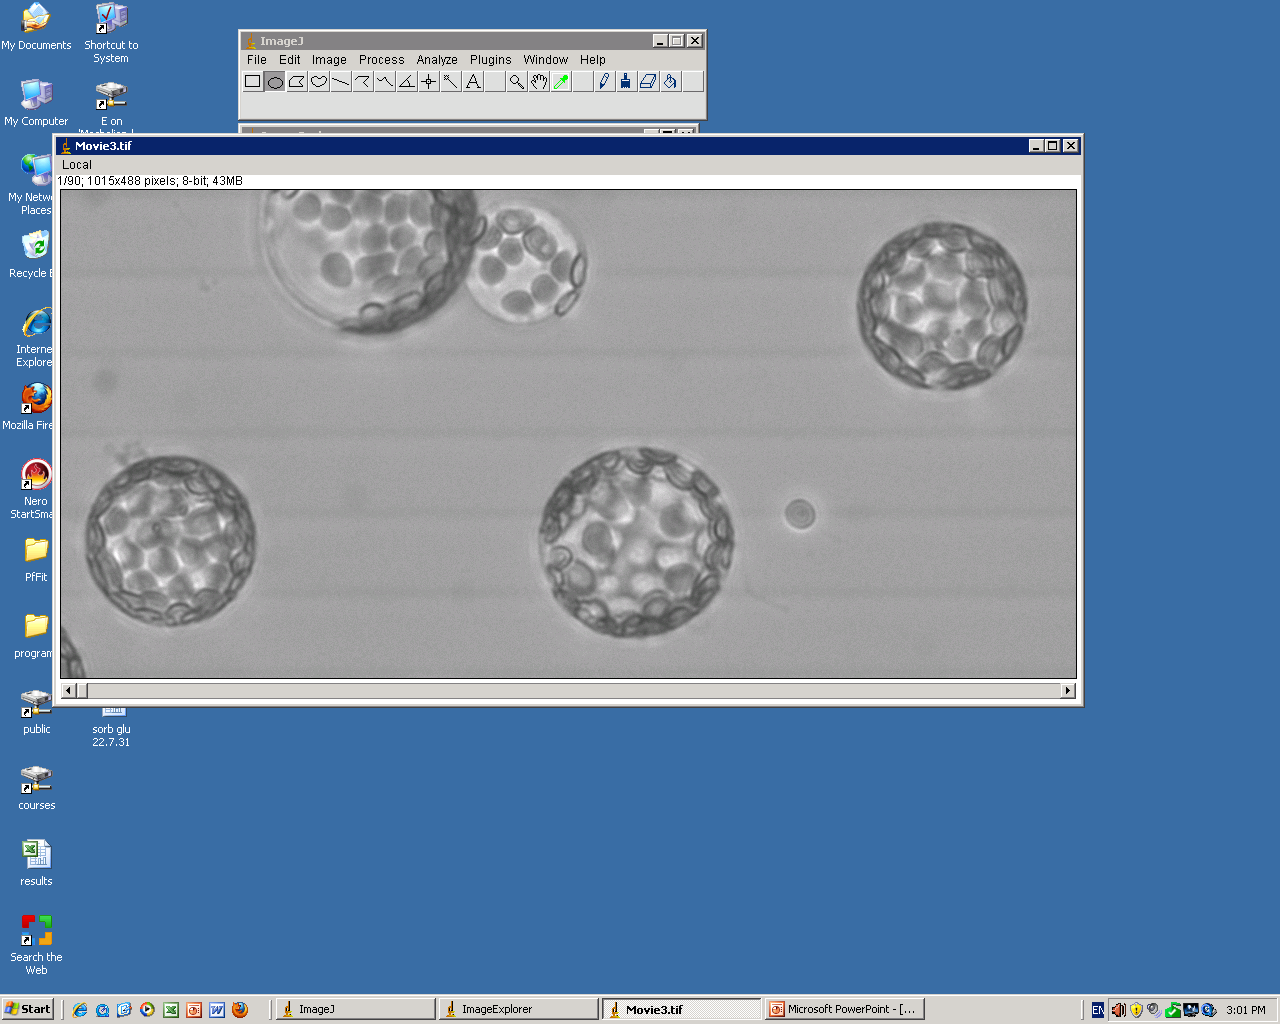 My Documents
Shortcut to
System
ImageJ
File Edit Image Process Analyze Plugins Window Help
My Computer
E on
Movie3.tif
Local
1/90; 1015x488 pixels; 8-bit; 43MB
My Netw
Places
Recycle
Interne
Explore
Mozilla Fire
Nero
StartSma
PfFit
program
public
sorb glu
22.7.31
courses
results
Search the
Web
Start
ImageJ
ImageExplorer
Movie3.tif
Microsoft PowerPoint - [...
EN
3:01 PM